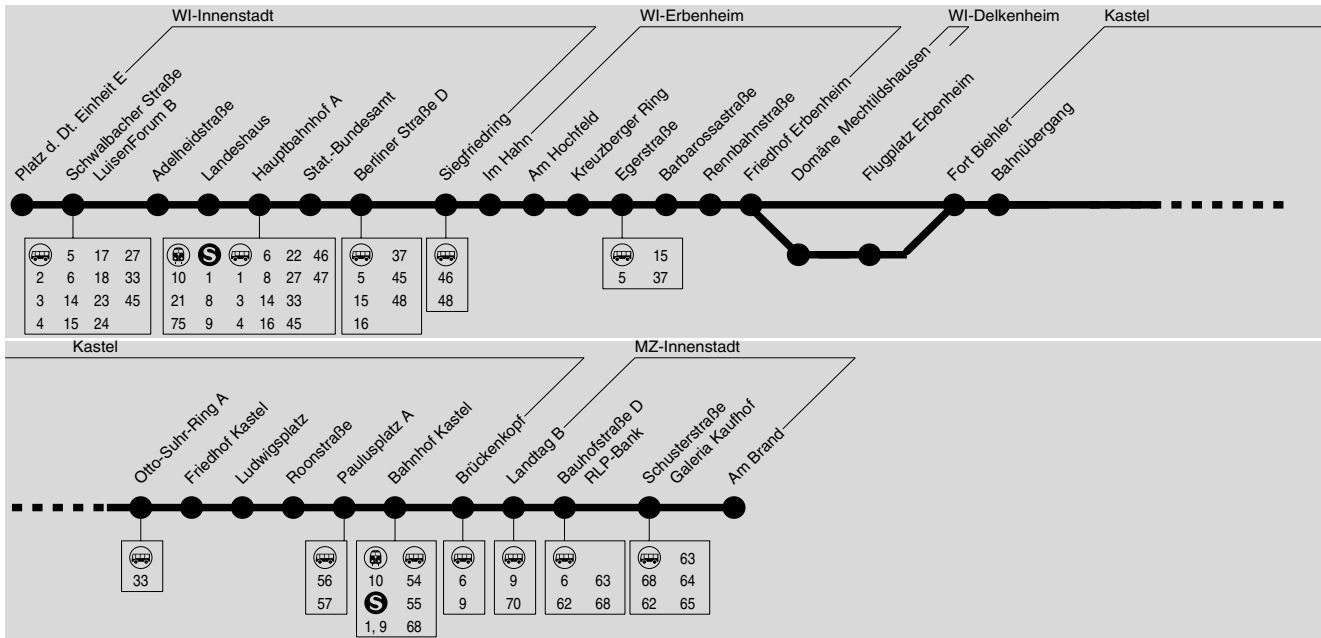 WI-Innenstadt
WI-Erbenheim
WI-Delkenheim
Kastel
Platz d. Dt. Einheit E
Schwalbacher Straße
LuisenForum B
Adelheidstraße
Landeshaus
Hauptbahnhof A
Stat.-Bundesamt
Berliner Straße D
Siegfriedring
Im Hahn
Am Hochfeld
Kreuzberger Ring
Egerstraße
Barbarossastraße
Rennbahnstraße
Friedhof Erbenheim
Domäne Mechtildshausen
Flugplatz Erbenheim
Fort Biehler
Bahnübergang
5 17 27
2 6 18 33
3 14 23 45
4 15 24
S 6 22 46
10 1 1 8 27 47
21 8 3 14 33
75 9 4 16 45
37
5 45
15 48
16
46
48
15
5 37
Kastel
MZ-Innenstadt
Otto-Suhr-Ring A
Friedhof Kastel
Ludwigsplatz
Roonstraße
Paulusplatz A
Bahnhof Kastel
Brückenkopf
Landtag B
Bauhofstraße D
RLP-Bank
Schusterstraße
Galeria Kaufhof
Am Brand
33
56
57
10 54
S 55
1, 9 68
6
9
9
70
6 63
62 68
63
68 64
62 65